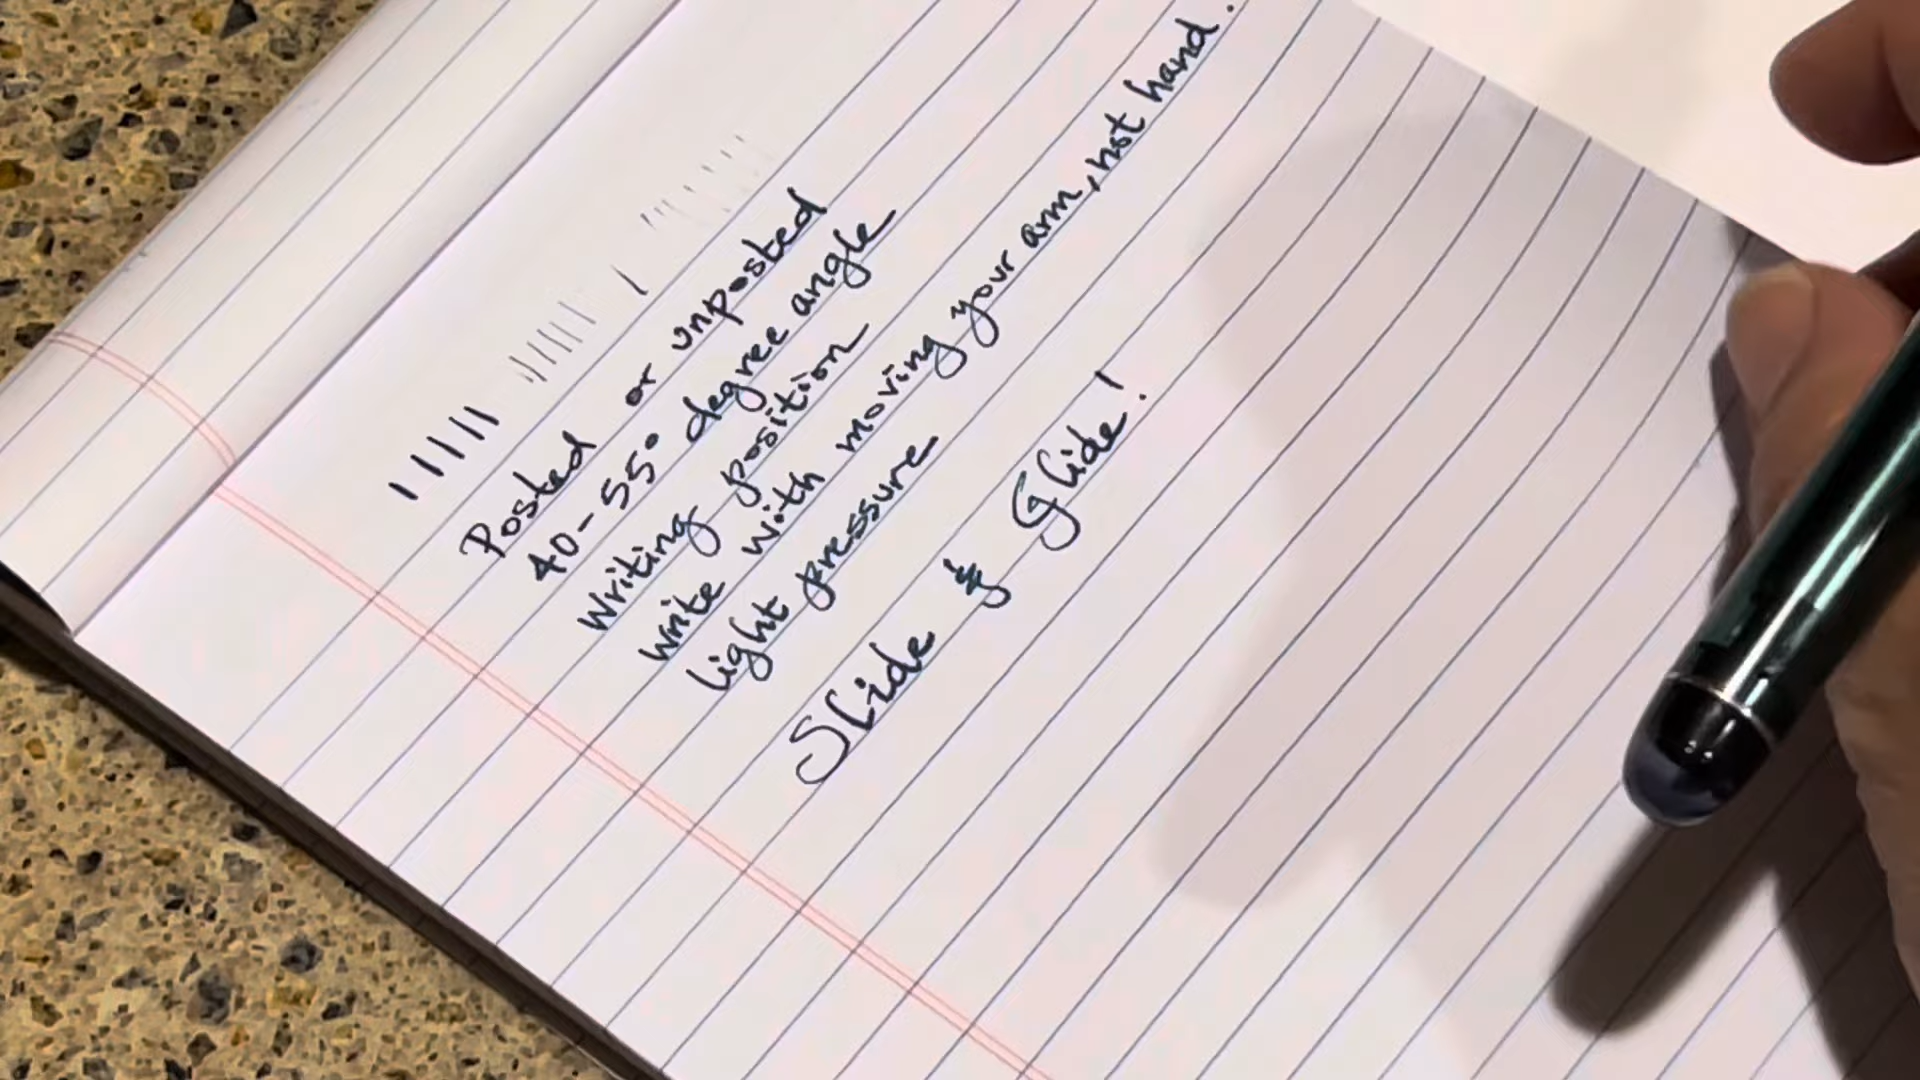 Posted or unposted
40-55° degree angle
Writing position
Write with moving your arm, not hand.
Light pressure
Slide & Glide!